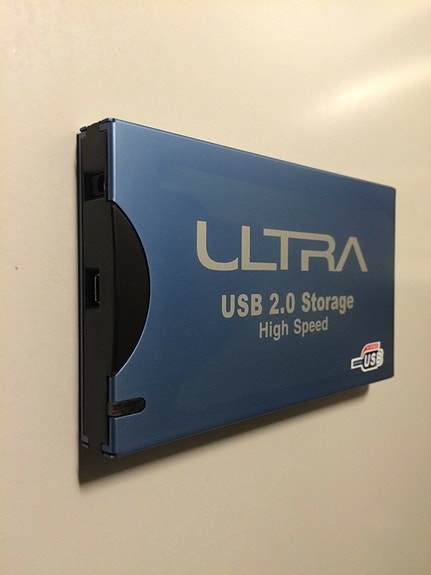 ULTRA
USB 2.0 Storage
High Speed
USB